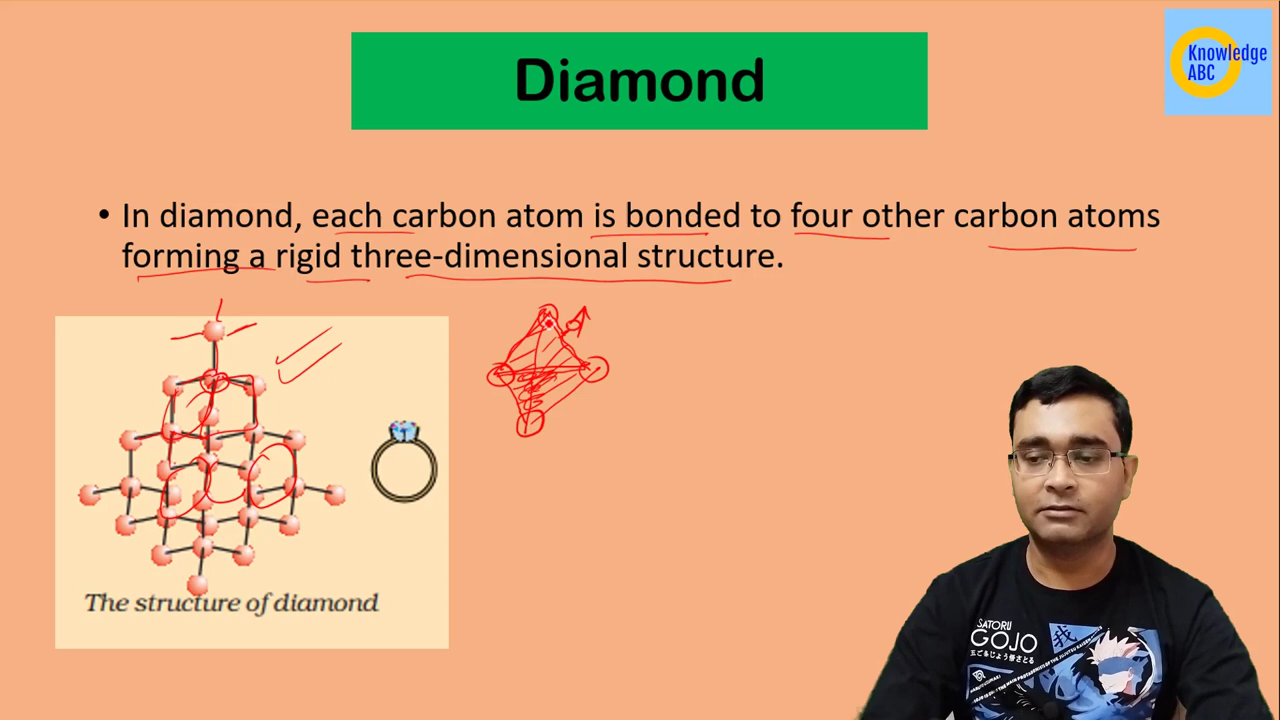 Diamond
Knowledge
ABC
• In diamond, each carbon atom is bonded to four other carbon atoms
forming a rigid three-dimensional structure.
The structure of diamond
SATORU
GOJO